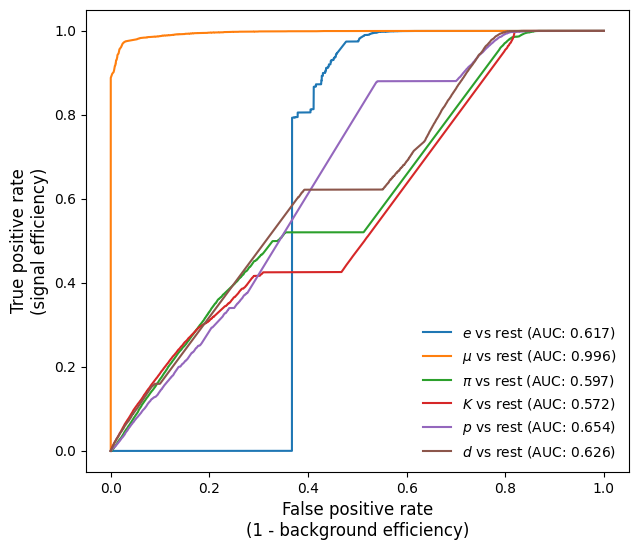 True positive rate
(signal efficiency)
1.0
0.8
0.6
0.4
0.2
0.0
e vs rest (AUC: 0.617)
μ vs rest (AUC: 0.996)
π vs rest (AUC: 0.597)
K vs rest (AUC: 0.572)
p vs rest (AUC: 0.654)
d vs rest (AUC: 0.626)
0.0 0.2 0.4 0.6 0.8 1.0
False positive rate
(1 - background efficiency)